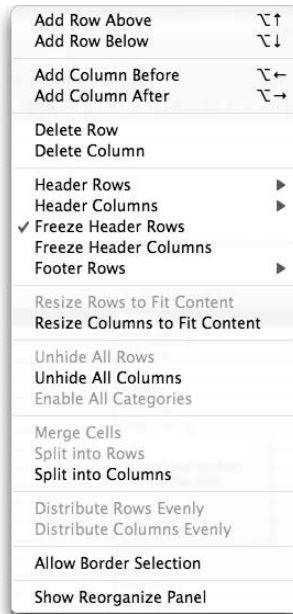 Add Row Above ⌥↑
Add Row Below ⌥↓
Add Column Before ⌥←
Add Column After ⌥→
Delete Row
Delete Column
Header Rows ▶
Header Columns ▶
✓ Freeze Header Rows
Freeze Header Columns
Footer Rows ▶
Resize Rows to Fit Content
Resize Columns to Fit Content
Unhide All Rows
Unhide All Columns
Enable All Categories
Merge Cells
Split into Rows
Split into Columns
Distribute Rows Evenly
Distribute Columns Evenly
Allow Border Selection
Show Reorganize Panel